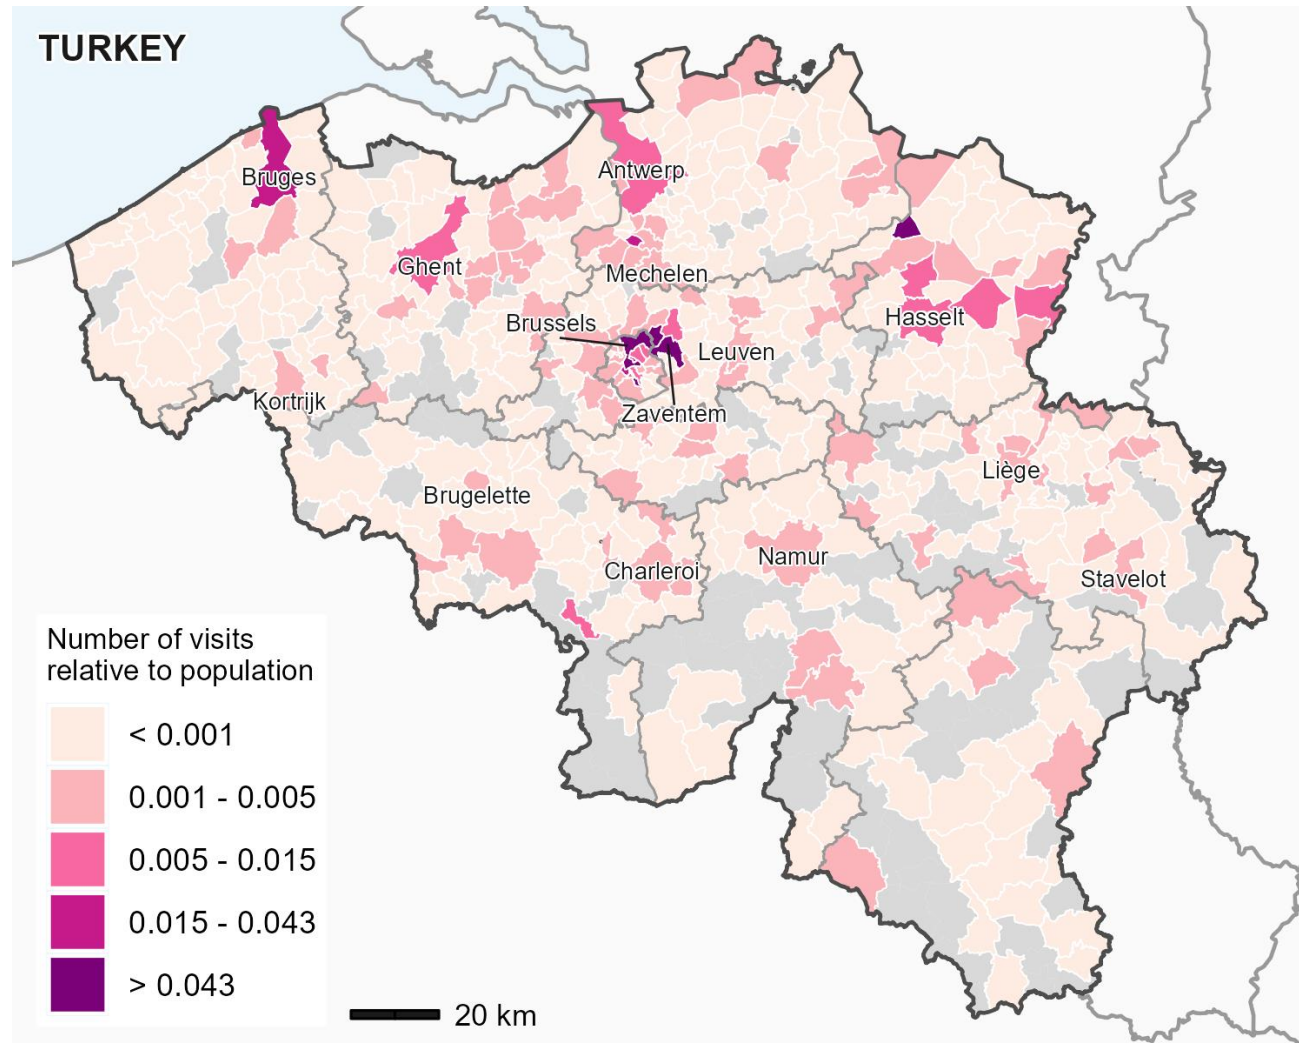 TURKEY
Bruges
Antwerp
Ghent
Mechelen
Brussels
Hasselt
Leuven
Kortrijk
Zaventem
Liège
Brugelette
Namur
Charleroi
Stavelot
Number of visits
relative to population
< 0.001
0.001 - 0.005
0.005 - 0.015
0.015 - 0.043
> 0.043
20 km